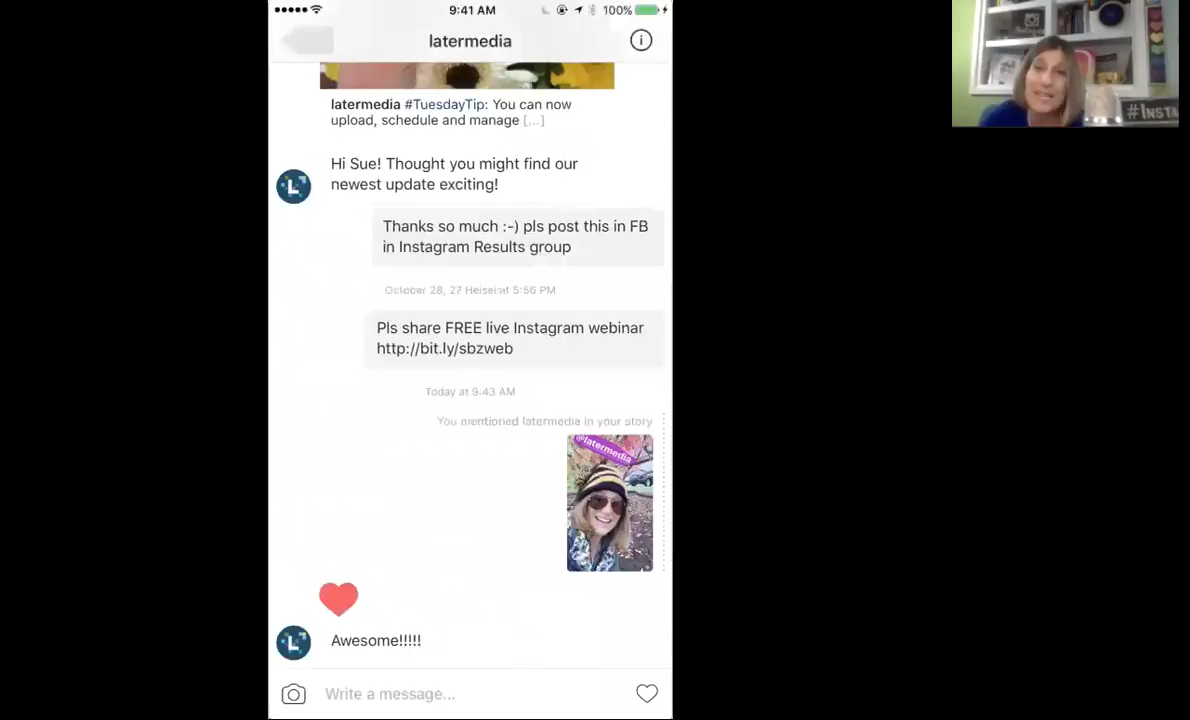 9:41 AM
100%
latermedia
latermedia #TuesdayTip: You can now
upload, schedule and manage [...]
Hi Sue! Thought you might find our
newest update exciting!
Thanks so much :-) pls post this in FB
in Instagram Results group
October 28, at 5:56 PM
Pls share FREE live Instagram webinar
http://bit.ly/sbzweb
Today at 9:43 AM
You mentioned latermedia in your story
@latermedia
Awesome!!!!!
Write a message...
#INSTA